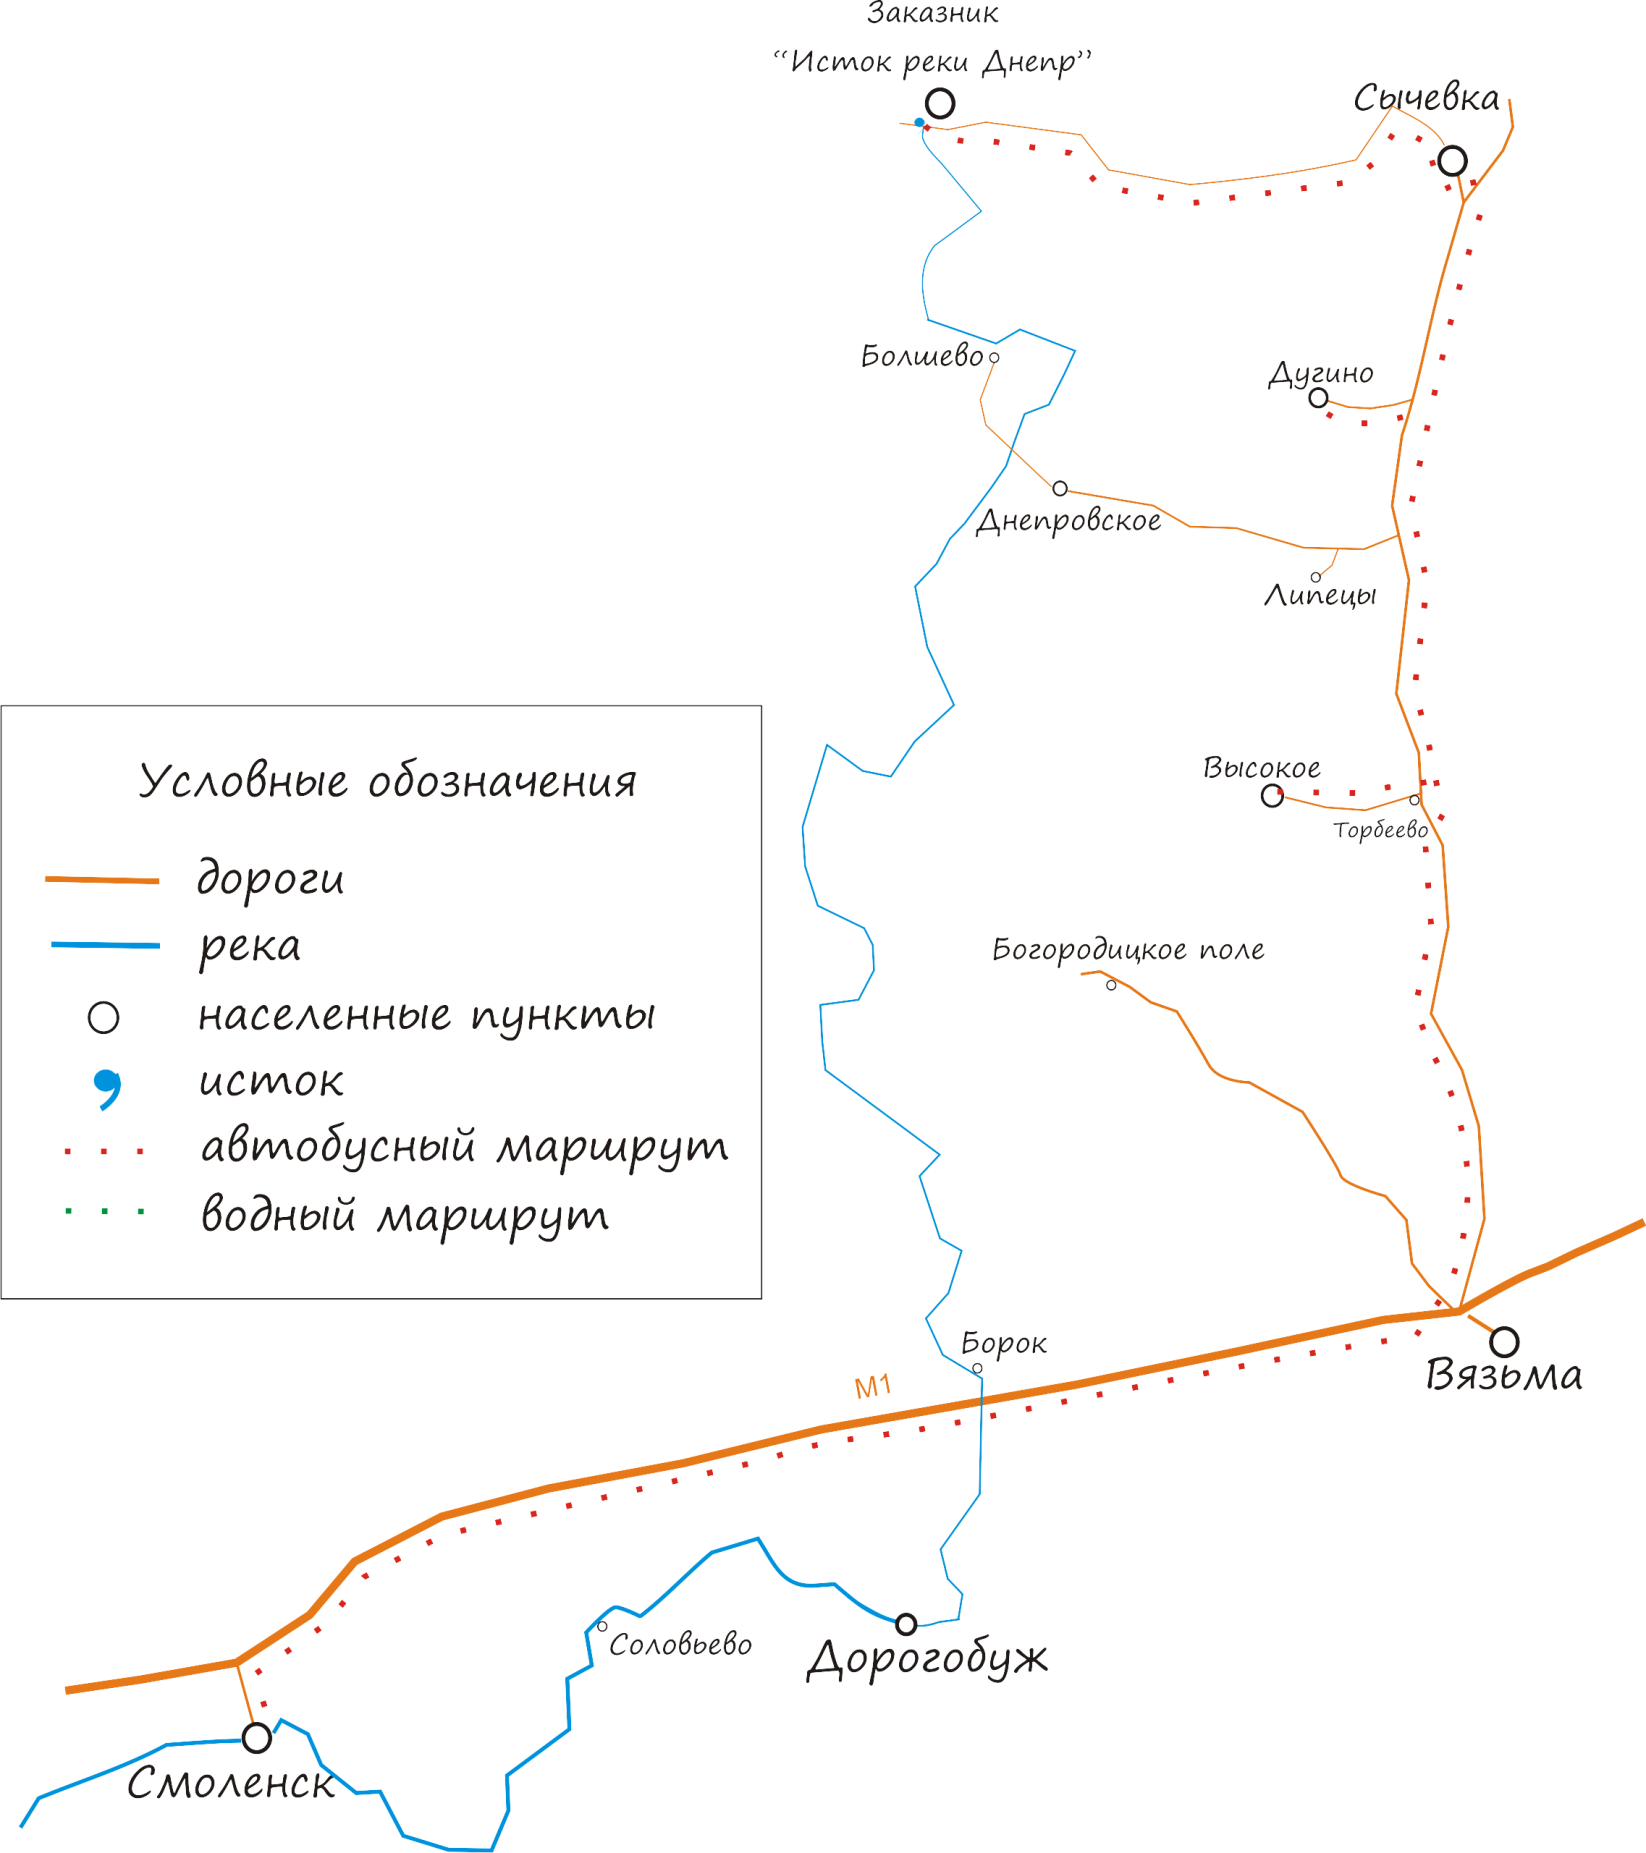 Заказник
“Исток реки Днепр”
Сычевка
Болшево
Дугино
Днепровское
Липецы
Высокое
Торбеево
Богородицкое поле
Условные обозначения
дороги
река
населенные пункты
исток
автобусный маршрут
водный маршрут
Борок
М1
Вязьма
Соловьево
Дорогобуж
Смоленск